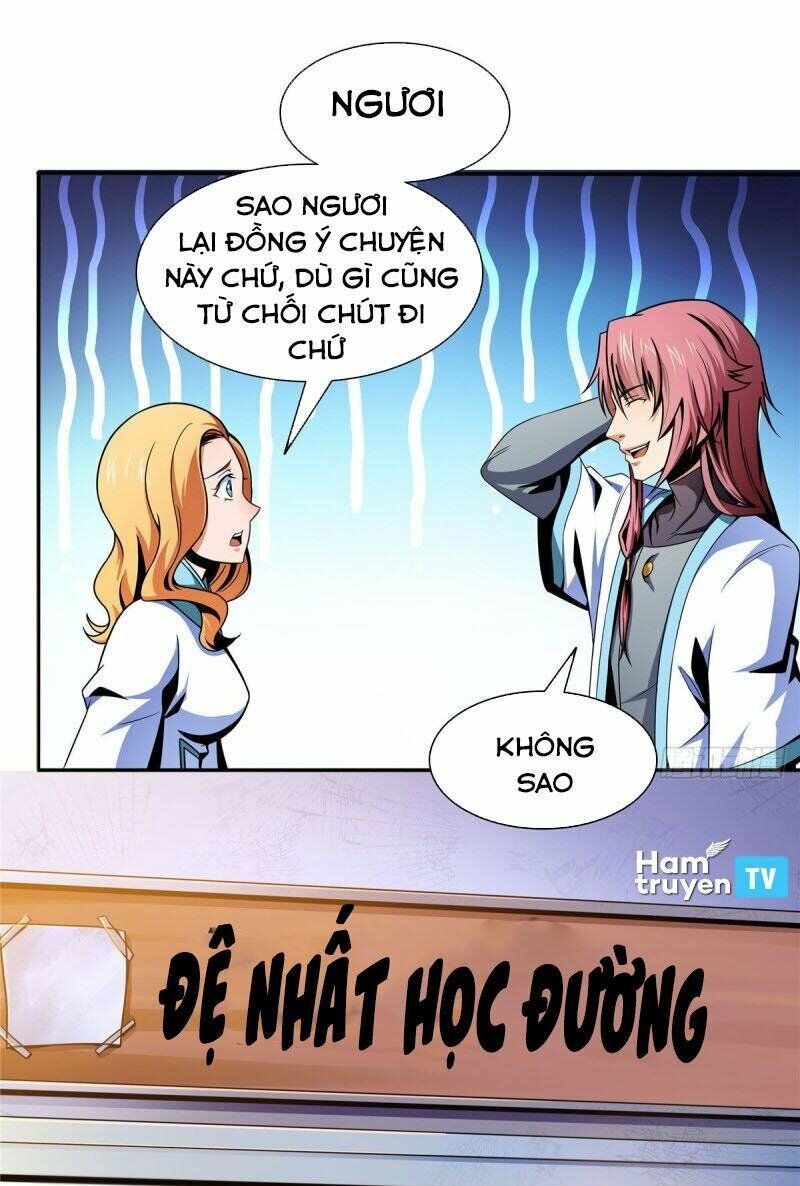 NGƯƠI
SAO NGƯƠI
LẠI ĐỒNG Ý CHUYỆN
NÀY CHỨ, DÙ GÌ CŨNG
TỪ CHỐI CHÚT ĐI
CHỨ
KHÔNG
SAO
Ham
truyen TV
ĐỆ NHẤT HỌC ĐƯỜNG